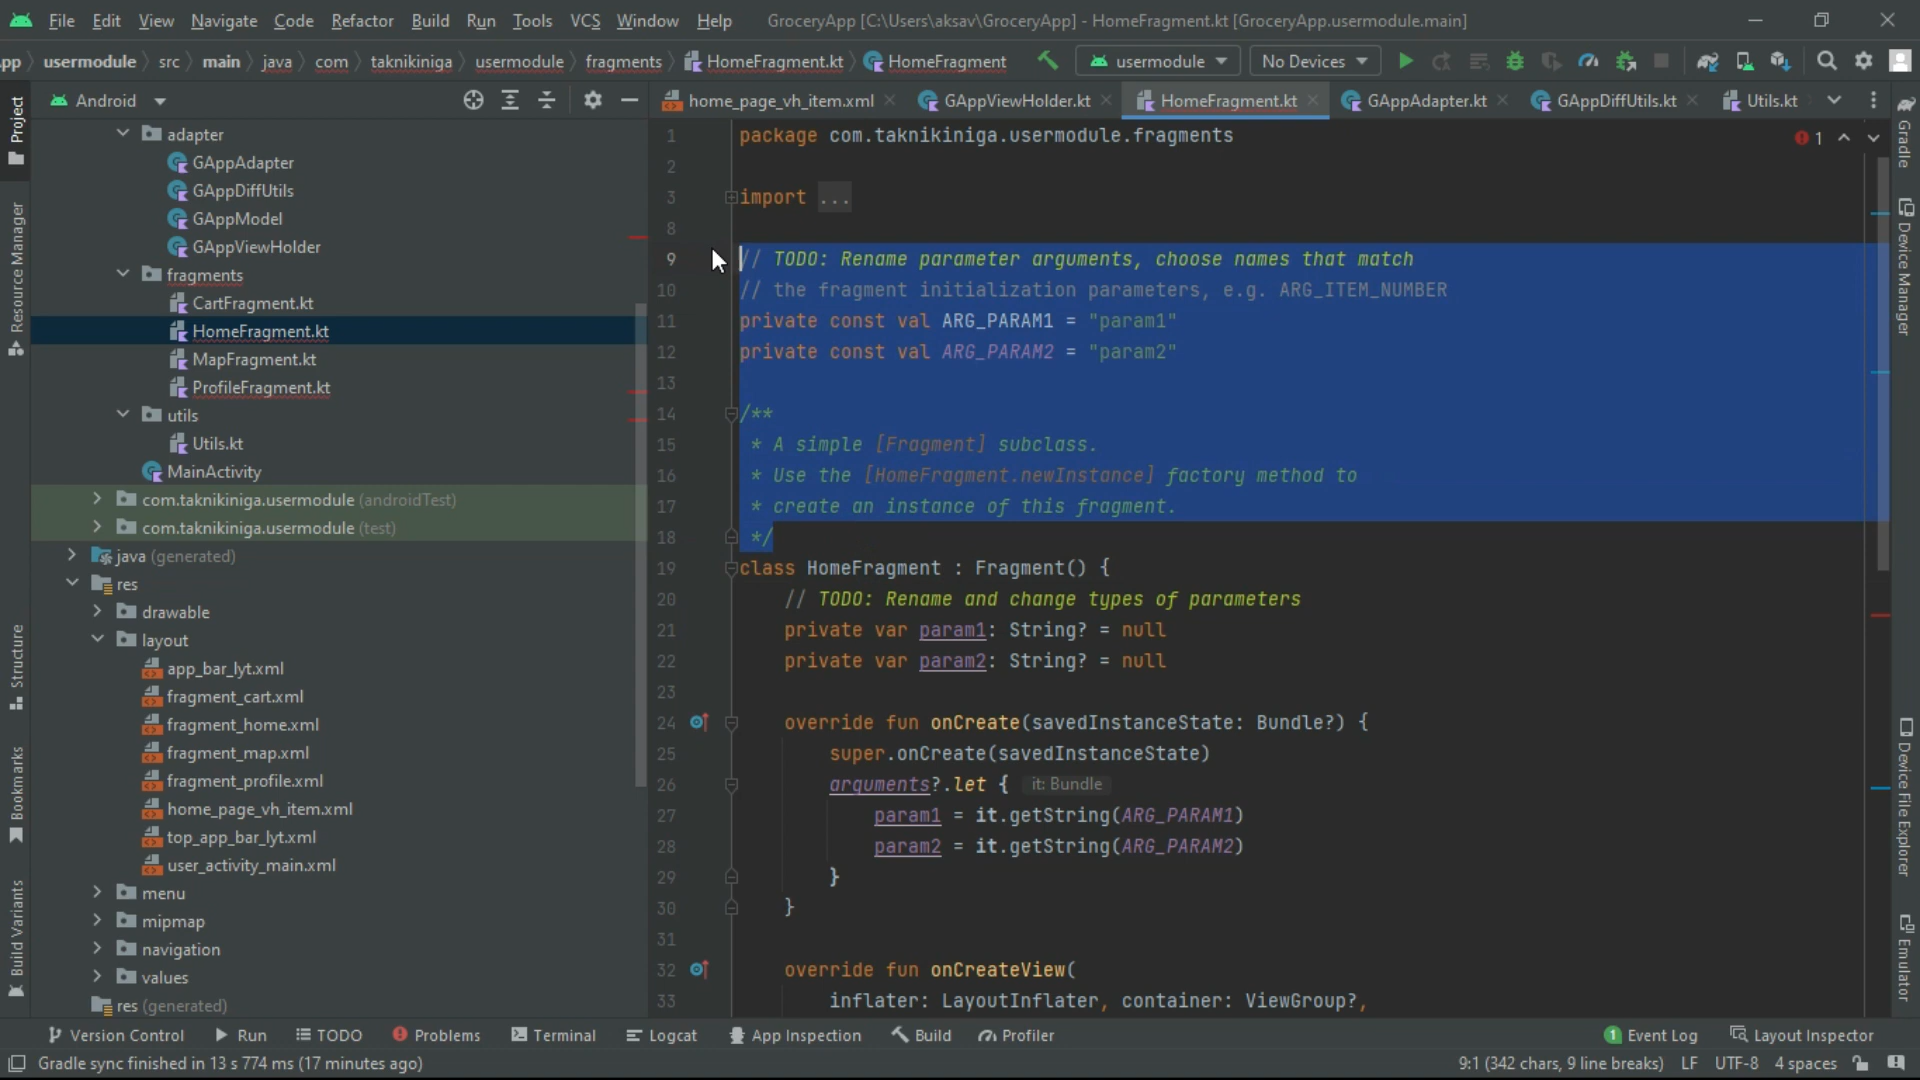 File Edit View Navigate Code Refactor Build Run Tools VCS Window Help GroceryApp [C:\Users\aksav\GroceryApp] - HomeFragment.kt [GroceryApp.usermodule.main]
pp usermodule src main java com taknikiniga usermodule fragments HomeFragment.kt HomeFragment usermodule No Devices
Android home_page_vh_item.xml GAppViewHolder.kt HomeFragment.kt GAppAdapter.kt GAppDiffUtils.kt Utils.kt
Project
Resource Manager
Structure
Bookmarks
Build Variants
adapter
GAppAdapter
GAppDiffUtils
GAppModel
GAppViewHolder
fragments
CartFragment.kt
HomeFragment.kt
MapFragment.kt
ProfileFragment.kt
utils
Utils.kt
MainActivity
com.taknikiniga.usermodule (androidTest)
com.taknikiniga.usermodule (test)
java (generated)
res
drawable
layout
app_bar_lyt.xml
fragment_cart.xml
fragment_home.xml
fragment_map.xml
fragment_profile.xml
home_page_vh_item.xml
top_app_bar_lyt.xml
user_activity_main.xml
menu
mipmap
navigation
values
res (generated)
1 package com.taknikiniga.usermodule.fragments 1
2
3 import ...
8
9 // TODO: Rename parameter arguments, choose names that match
10 // the fragment initialization parameters, e.g. ARG_ITEM_NUMBER
11 private const val ARG_PARAM1 = "param1"
12 private const val ARG_PARAM2 = "param2"
13
14 /**
15 * A simple [Fragment] subclass.
16 * Use the [HomeFragment.newInstance] factory method to
17 * create an instance of this fragment.
18 */
19 class HomeFragment : Fragment() {
20 // TODO: Rename and change types of parameters
21 private var param1: String? = null
22 private var param2: String? = null
23
24 override fun onCreate(savedInstanceState: Bundle?) {
25 super.onCreate(savedInstanceState)
26 arguments?.let { it: Bundle
27 param1 = it.getString(ARG_PARAM1)
28 param2 = it.getString(ARG_PARAM2)
29 }
30 }
31
32 override fun onCreateView(
33 inflater: LayoutInflater, container: ViewGroup?,
Gradle
Device Manager
Device File Explorer
Emulator
Version Control Run TODO Problems Terminal Logcat App Inspection Build Profiler 1 Event Log Layout Inspector
Gradle sync finished in 13 s 774 ms (17 minutes ago) 9:1 (342 chars, 9 line breaks) LF UTF-8 4 spaces